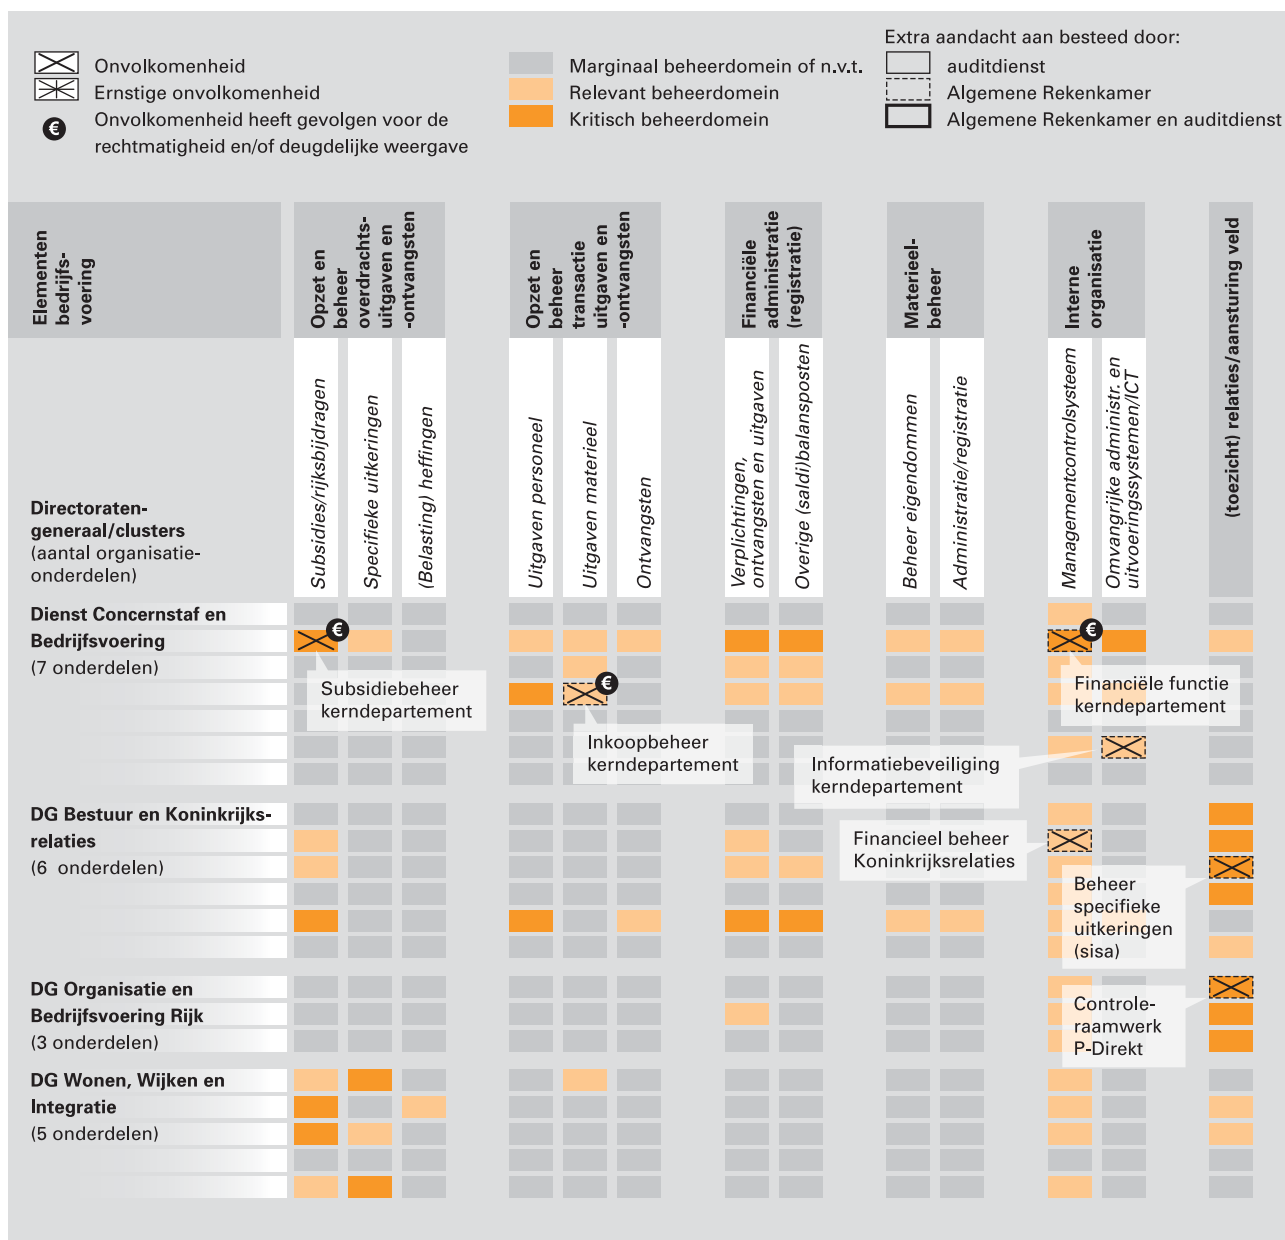 Onvolkomenheid
Ernstige onvolkomenheid
€
Onvolkomenheid heeft gevolgen voor de
rechtmatigheid en/of deugdelijke weergave
Marginaal beheerdomein of n.v.t.
Relevant beheerdomein
Kritisch beheerdomein
Extra aandacht aan besteed door:
auditdienst
Algemene Rekenkamer
Algemene Rekenkamer en auditdienst
Elementen
bedrijfs-
voering
Opzet en
beheer
overdrachts-
uitgaven en
-ontvangsten
Opzet en
beheer
transactie
uitgaven en
-ontvangsten
Financiële
administratie
(registratie)
Materieel-
beheer
Interne
organisatie
(toezicht) relaties/aansturing veld
Subsidies/rijksbijdragen
Specifieke uitkeringen
(Belasting) heffingen
Uitgaven personeel
Uitgaven materieel
Ontvangsten
Verplichtingen,
ontvangsten en uitgaven
Overige (saldi)balansposten
Beheer eigendommen
Administratie/registratie
Managementcontrolsysteem
Omvangrijke administr. en
uitvoeringssystemen/ICT
Directoraten-
generaal/clusters
(aantal organisatie-
onderdelen)
Dienst Concernstaf en
Bedrijfsvoering
(7 onderdelen)
€
€
€
Subsidiebeheer
kerndepartement
Inkoopbeheer
kerndepartement
Financiële functie
kerndepartement
Informatiebeveiliging
kerndepartement
DG Bestuur en Koninkrijks-
relaties
(6 onderdelen)
Financieel beheer
Koninkrijksrelaties
Beheer
specifieke
uitkeringen
(sisa)
DG Organisatie en
Bedrijfsvoering Rijk
(3 onderdelen)
Controle-
raamwerk
P-Direkt
DG Wonen, Wijken en
Integratie
(5 onderdelen)